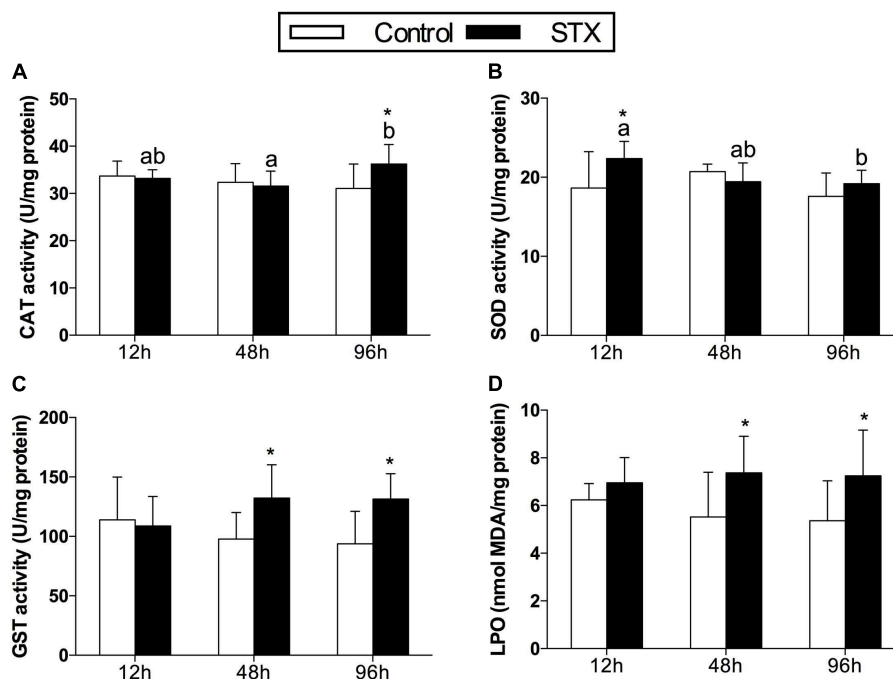 Control STX
A
CAT activity (U/mg protein)
50
40
30
20
10
0
ab
a
*
b
12h 48h 96h
B
SOD activity (U/mg protein)
30
20
10
0
*
a
ab
b
12h 48h 96h
C
GST activity (U/mg protein)
200
150
100
50
0
*
*
12h 48h 96h
D
LPO (nmol MDA/mg protein)
10
8
6
4
2
0
*
*
12h 48h 96h